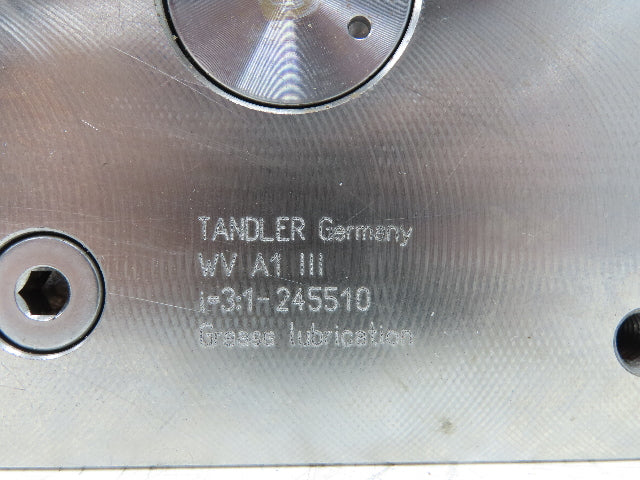 TANDLER Germany
WV A1 III
i=3:1-245510
Grease lubrication